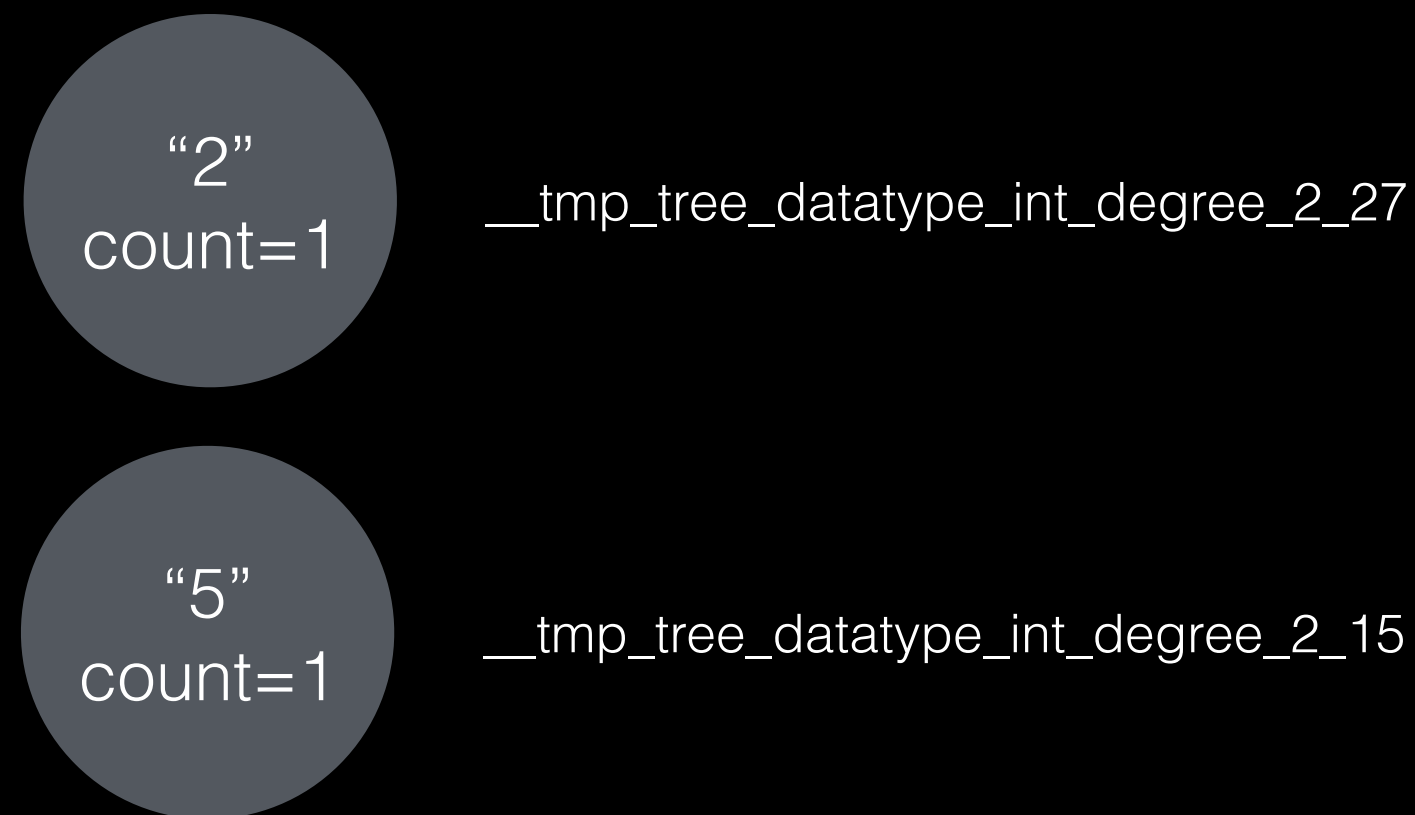 “2”
count=1
__tmp_tree_datatype_int_degree_2_27
“5”
count=1
__tmp_tree_datatype_int_degree_2_15